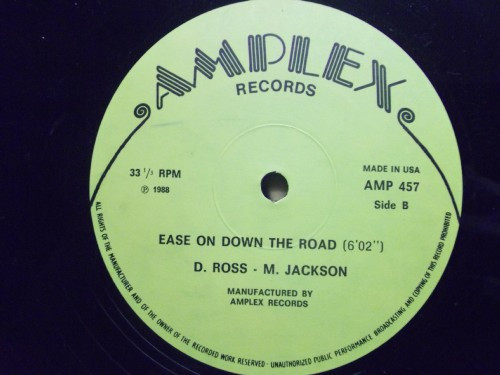 AMPLEX
RECORDS
33 1/3 RPM
℗ 1988
MADE IN USA
AMP 457
Side B
EASE ON DOWN THE ROAD (6'02")
D. ROSS - M. JACKSON
MANUFACTURED BY
AMPLEX RECORDS
ALL RIGHTS OF THE MANUFACTURER AND OF THE OWNER OF THE RECORDED WORK RESERVED · UNAUTHORIZED PUBLIC PERFORMANCE BROADCASTING AND COPYING OF THIS RECORD PROHIBITED